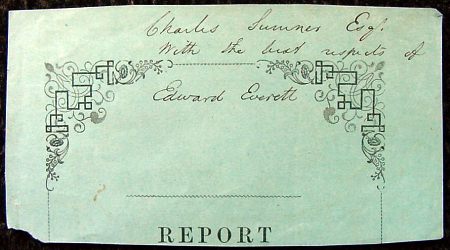 Charles Sumner Esq.
With the best respects of
Edward Everett
REPORT